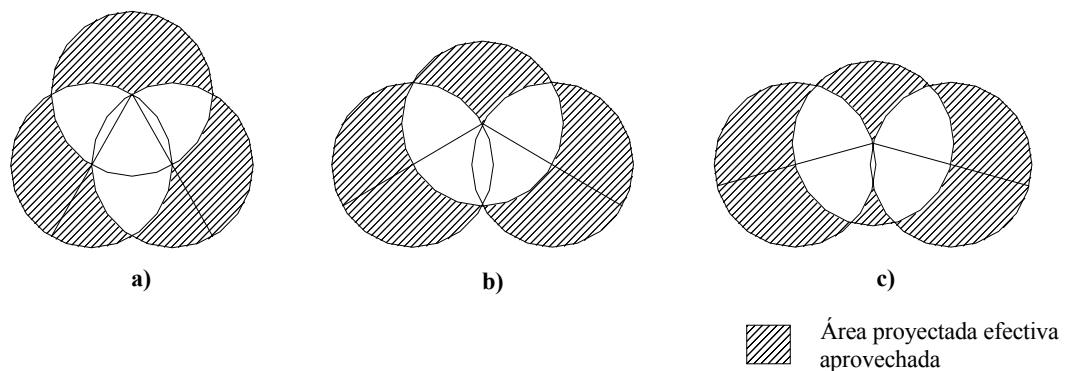 a)
b)
c)
Área proyectada efectiva
aprovechada